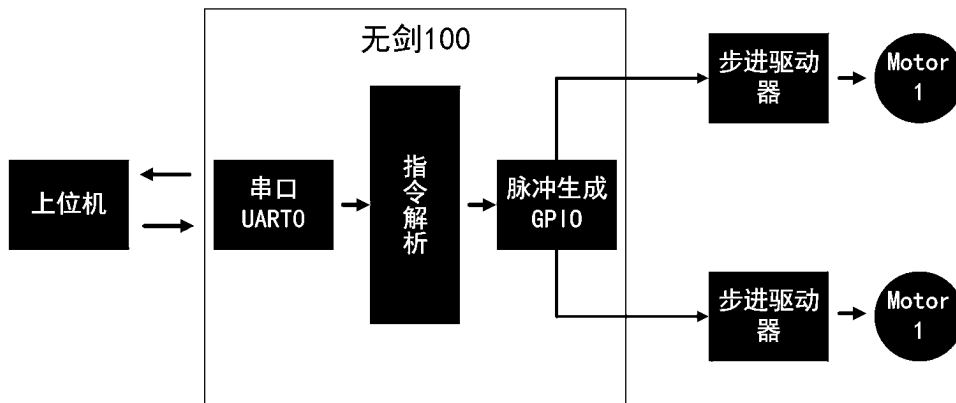 无剑100
上位机
串口
UART0
指
令
解
析
脉冲生成
GPIO
步进驱动
器
Motor
1
步进驱动
器
Motor
1